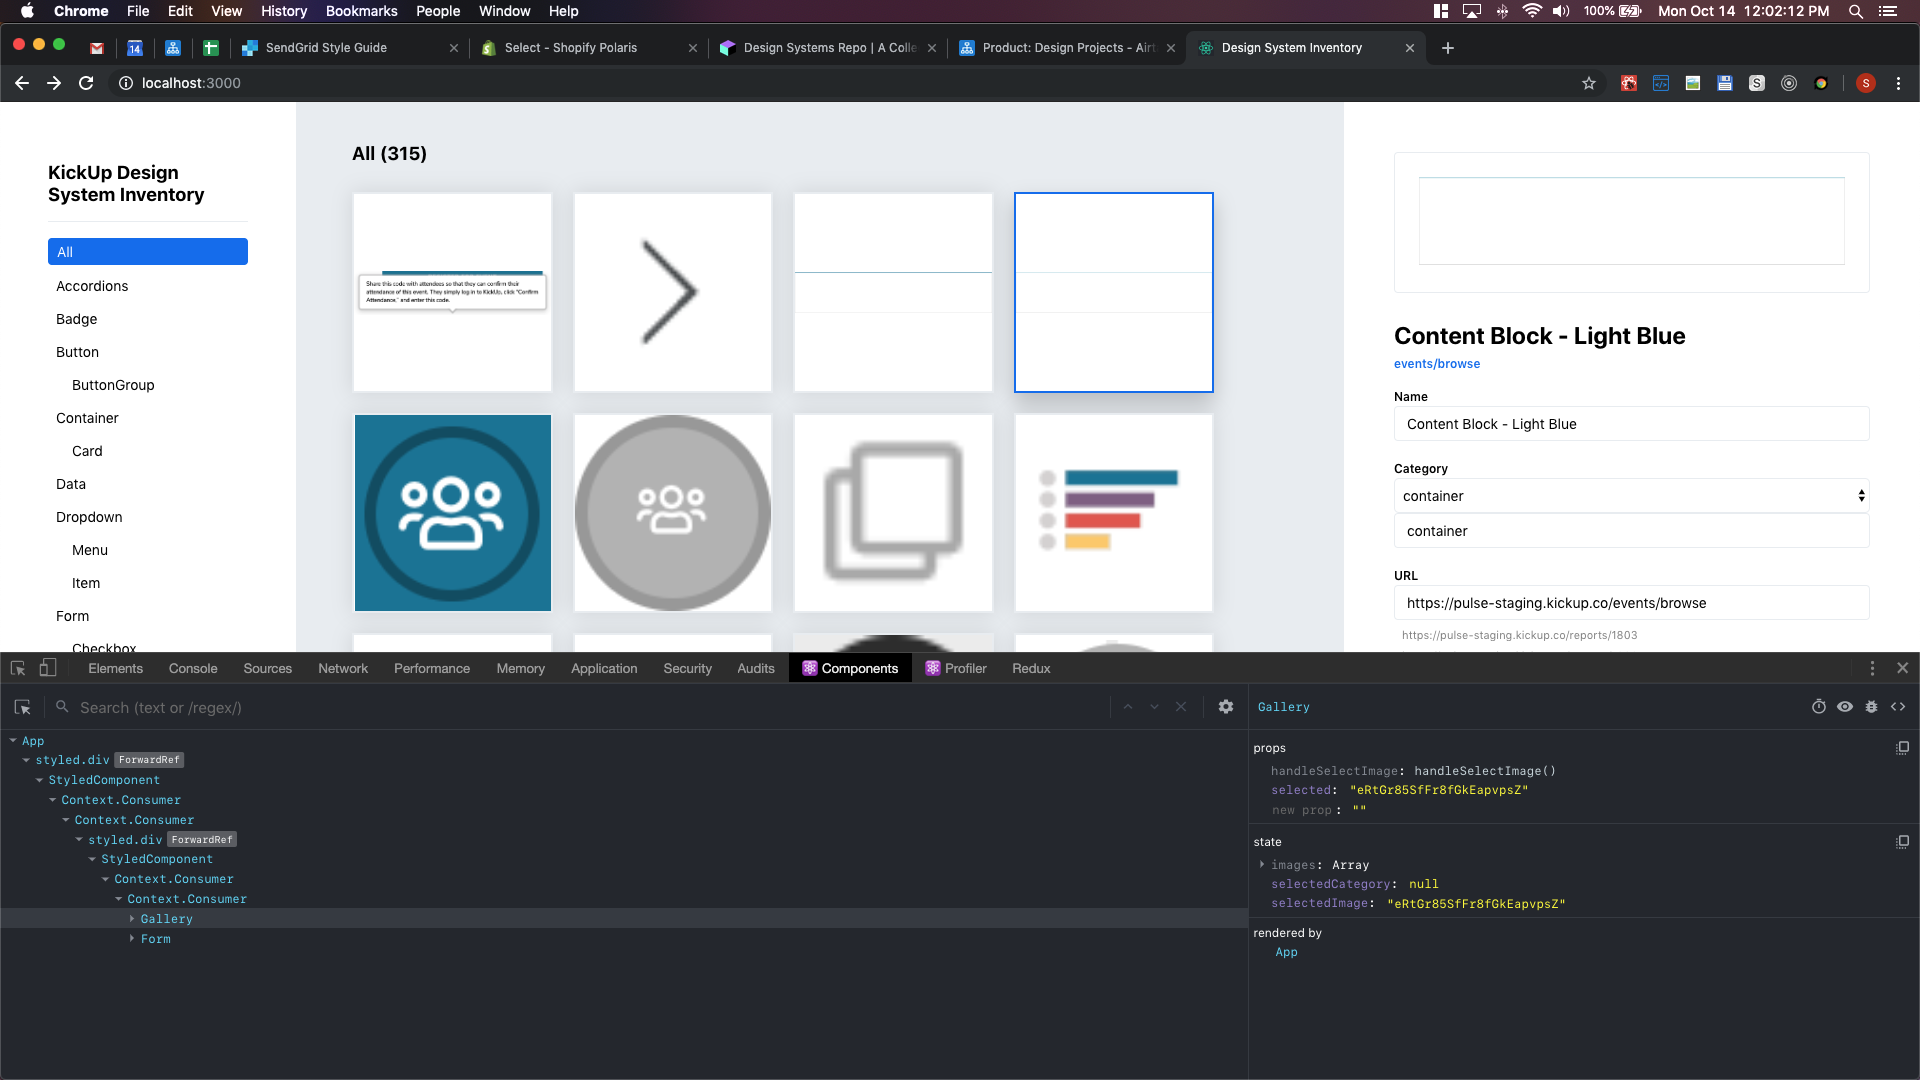 Chrome File Edit View History Bookmarks People Window Help 100% Mon Oct 14 12:02:12 PM
14 SendGrid Style Guide Select - Shopify Polaris Design Systems Repo | A Colle Product: Design Projects - Airt Design System Inventory
localhost:3000 S S
KickUp Design
System Inventory
All
Accordions
Badge
Button
ButtonGroup
Container
Card
Data
Dropdown
Menu
Item
Form
Checkbox
All (315)
Share this code with attendees so that they can confirm their
attendance of this event. They simply log in to KickUp, click "Confirm
Attendance," and enter this code.
Content Block - Light Blue
events/browse
Name
Content Block - Light Blue
Category
container
container
URL
https://pulse-staging.kickup.co/events/browse
https://pulse-staging.kickup.co/reports/1803
Elements Console Sources Network Performance Memory Application Security Audits Components Profiler Redux
Search (text or /regex/)
App
styled.div ForwardRef
StyledComponent
Context.Consumer
Context.Consumer
styled.div ForwardRef
StyledComponent
Context.Consumer
Context.Consumer
Gallery
Form
Gallery
props
handleSelectImage: handleSelectImage()
selected: "eRtGr85SfFr8fGkEapvpsZ"
new prop: ""
state
images: Array
selectedCategory: null
selectedImage: "eRtGr85SfFr8fGkEapvpsZ"
rendered by
App